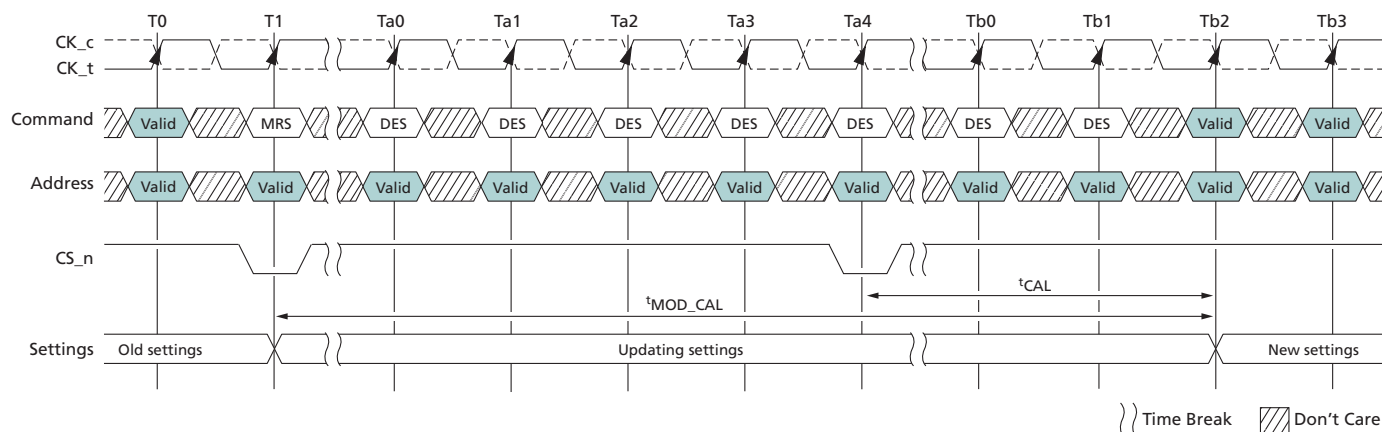 T0 T1 Ta0 Ta1 Ta2 Ta3 Ta4 Tb0 Tb1 Tb2 Tb3
CK_c
CK_t
Command Valid MRS DES DES DES DES DES DES DES Valid Valid
Address Valid Valid Valid Valid Valid Valid Valid Valid Valid Valid Valid
CS_n
tCAL
tMOD_CAL
Settings Old settings Updating settings New settings
Time Break Don't Care